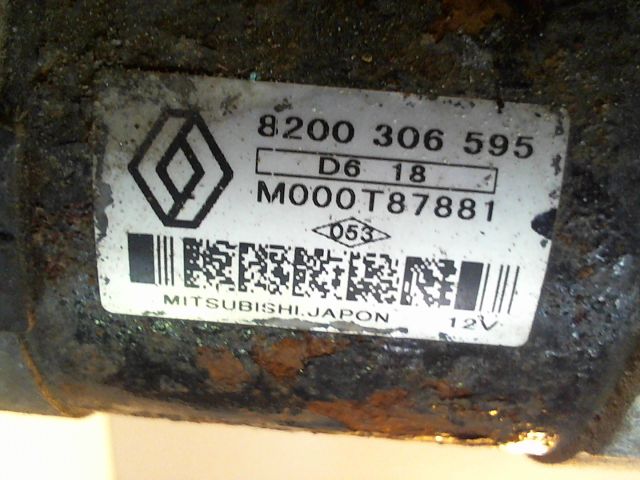 8200 306 595
D6 18
M000T87881
053
MITSUBISHI.JAPON
12V